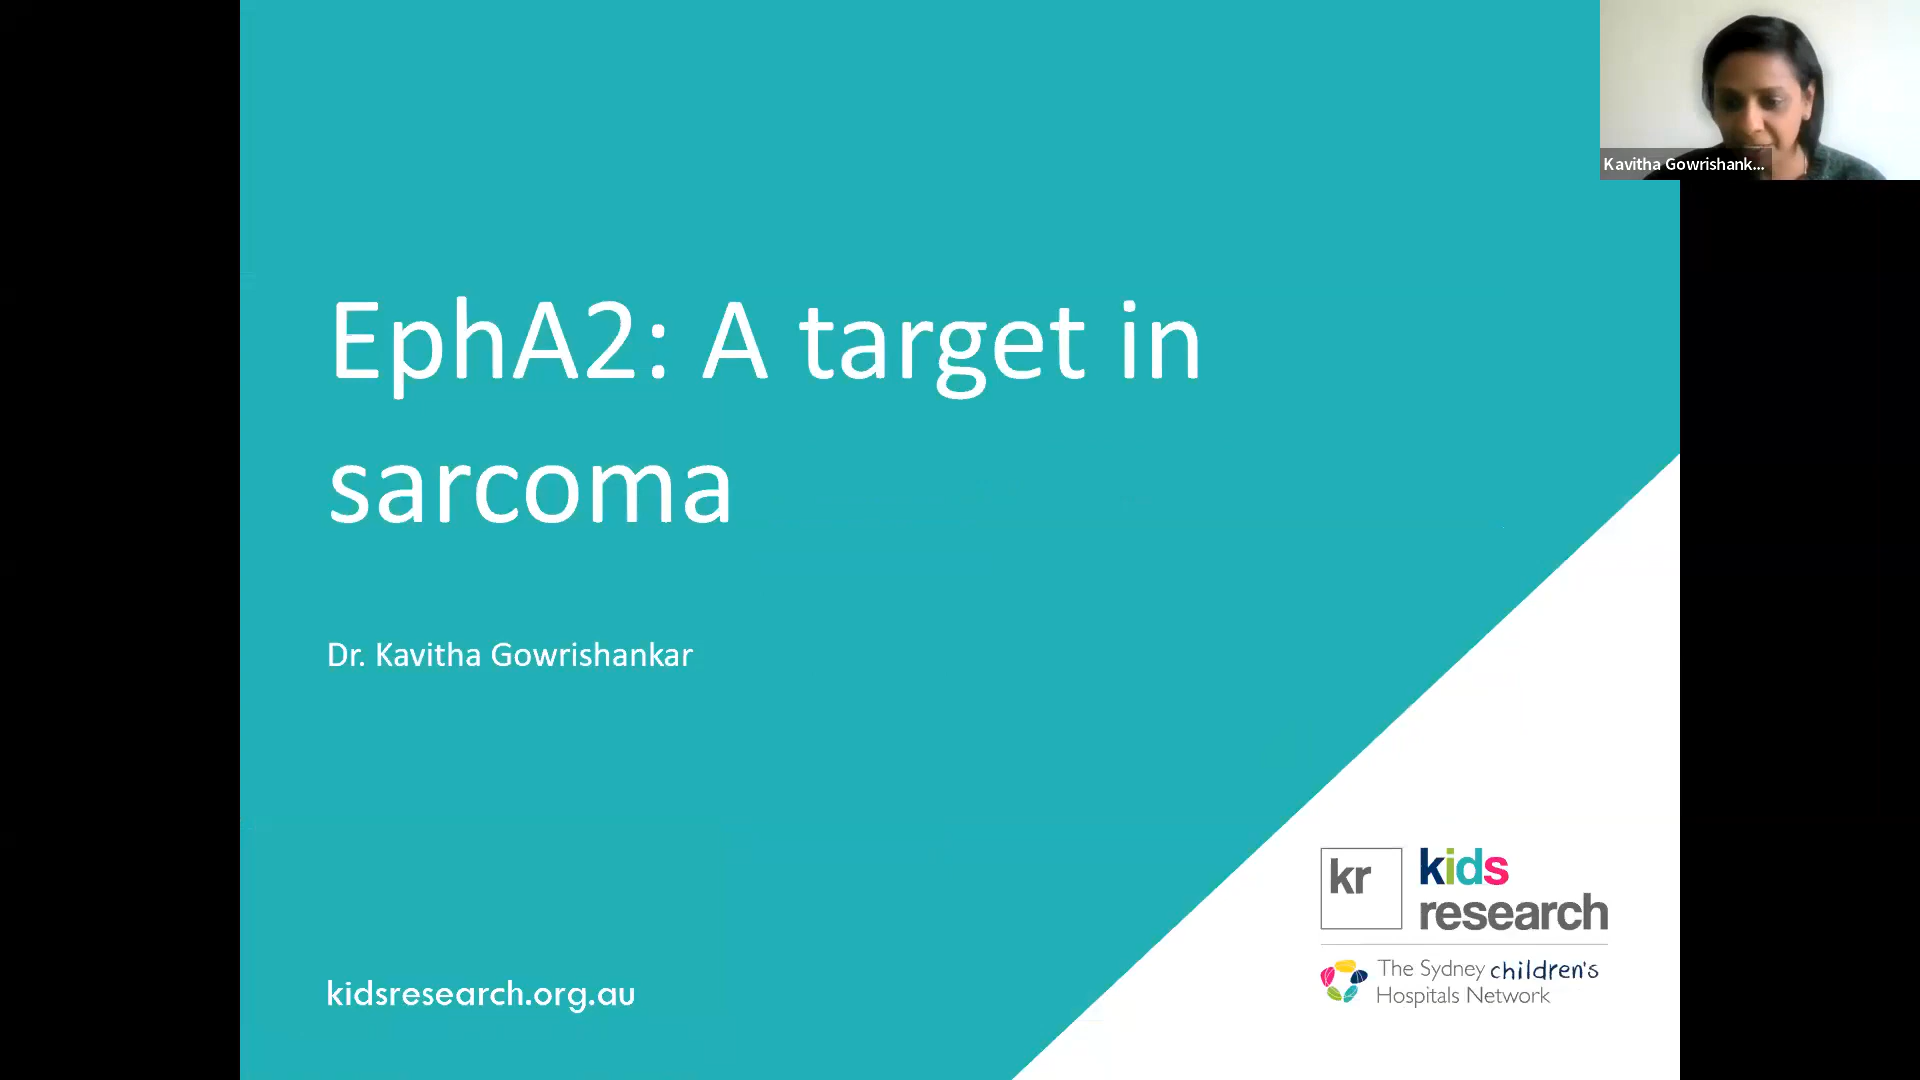 Kavitha Gowrishank...
EphA2: A target in
sarcoma
Dr. Kavitha Gowrishankar
kidsresearch.org.au
kr
kids
research
The Sydney children's
Hospitals Network